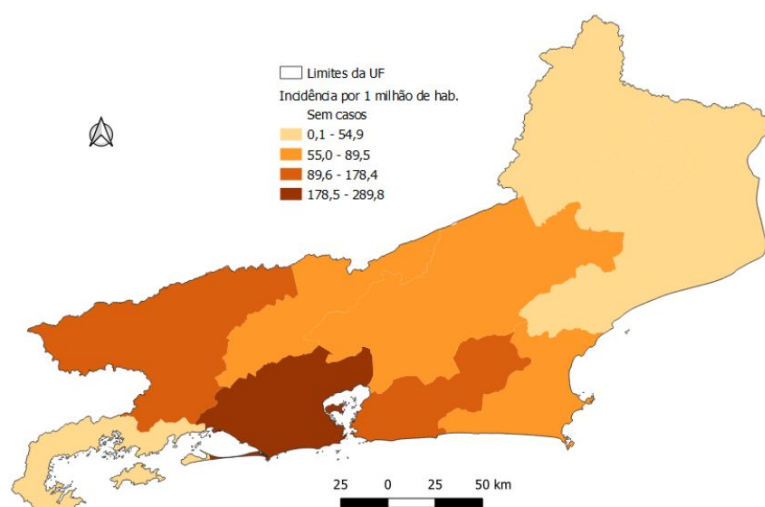 Limites da UF
Incidência por 1 milhão de hab.
Sem casos
0,1 - 54,9
55,0 - 89,5
89,6 - 178,4
178,5 - 289,8
25 0 25 50 km